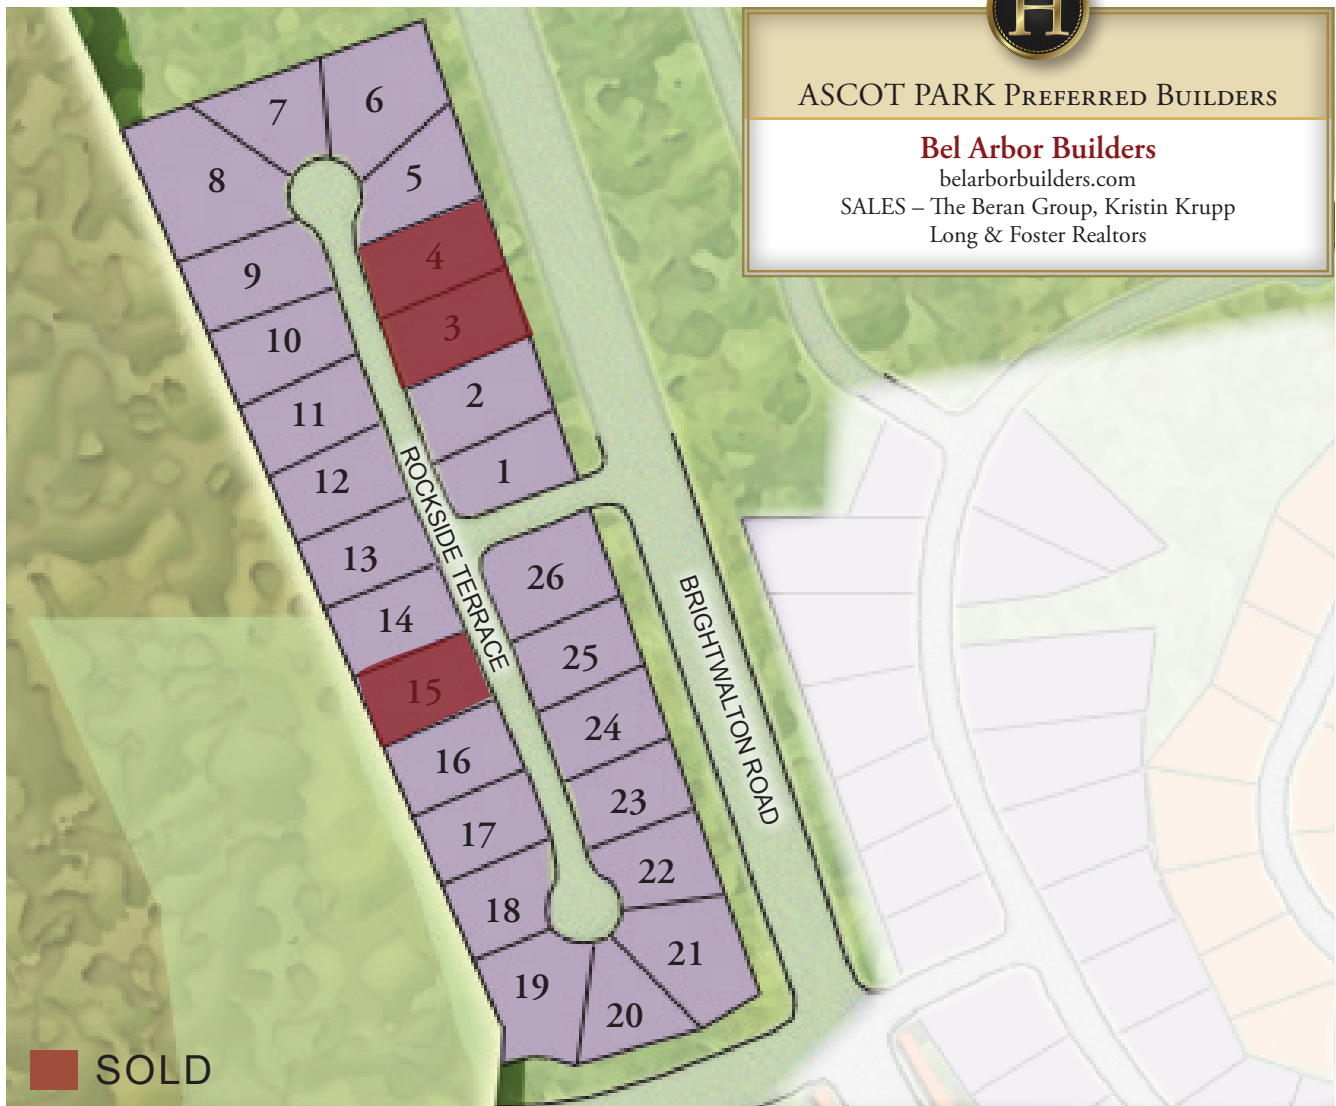 H
ASCOT PARK PREFERRED BUILDERS
Bel Arbor Builders
belarborbuilders.com
SALES – The Beran Group, Kristin Krupp
Long & Foster Realtors
7
6
8
5
4
9
3
10
2
11
1
12
13
26
14
25
15
24
16
23
17
22
18
21
19
20
ROCKSIDE TERRACE
BRIGHTWALTON ROAD
SOLD